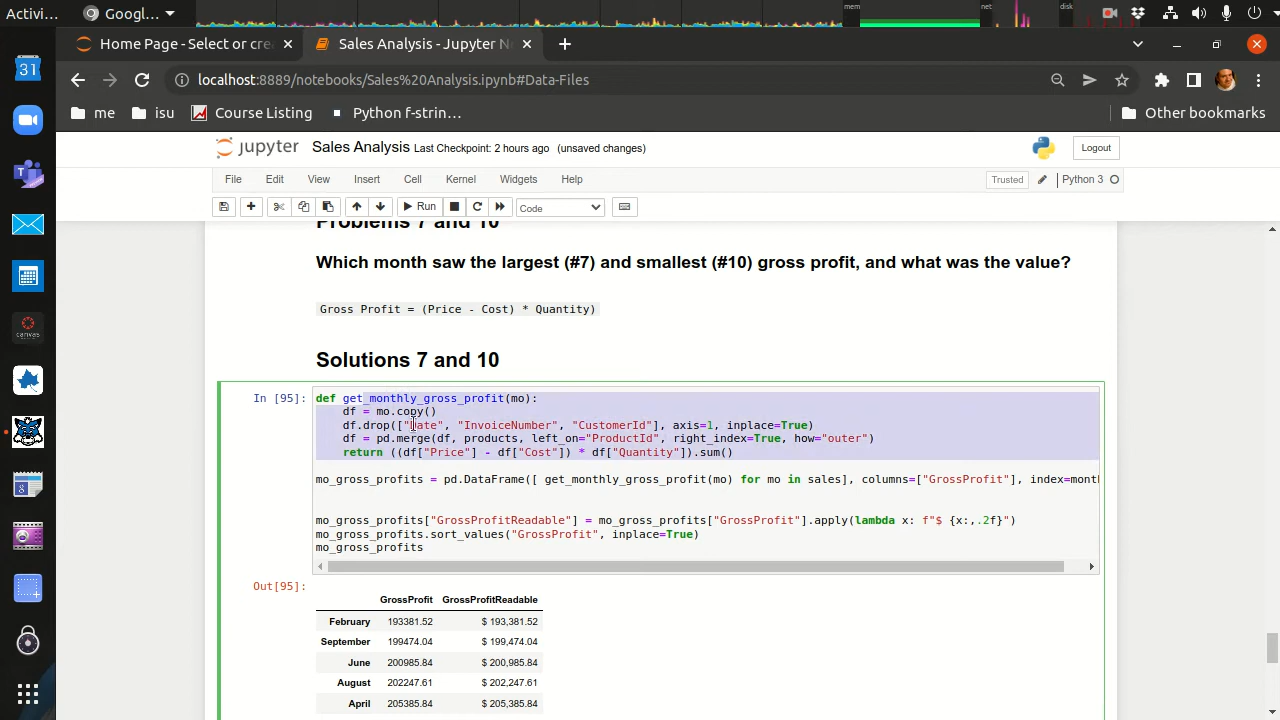 Activi...
Googl...
mem
net
disk
Home Page - Select or cre
Sales Analysis - Jupyter N
localhost:8889/notebooks/Sales%20Analysis.ipynb#Data-Files
me
isu
Course Listing
Python f-strin...
Other bookmarks
31
jupyter
Sales Analysis Last Checkpoint: 2 hours ago (unsaved changes)
Logout
File Edit View Insert Cell Kernel Widgets Help
Trusted
Python 3
Run
Code
canvas
Problems 7 and 10
Which month saw the largest (#7) and smallest (#10) gross profit, and what was the value?
Gross Profit = (Price - Cost) * Quantity)
Solutions 7 and 10
In [95]:
def get_monthly_gross_profit(mo):
    df = mo.copy()
    df.drop(["Date", "InvoiceNumber", "CustomerId"], axis=1, inplace=True)
    df = pd.merge(df, products, left_on="ProductId", right_index=True, how="outer")
    return ((df["Price"] - df["Cost"]) * df["Quantity"]).sum()
mo_gross_profits = pd.DataFrame([ get_monthly_gross_profit(mo) for mo in sales], columns=["GrossProfit"], index=mont
mo_gross_profits["GrossProfitReadable"] = mo_gross_profits["GrossProfit"].apply(lambda x: f"$ {x:,.2f}")
mo_gross_profits.sort_values("GrossProfit", inplace=True)
mo_gross_profits
Out[95]:
GrossProfit GrossProfitReadable
February 193381.52 $ 193,381.52
September 199474.04 $ 199,474.04
June 200985.84 $ 200,985.84
August 202247.61 $ 202,247.61
April 205385.84 $ 205,385.84